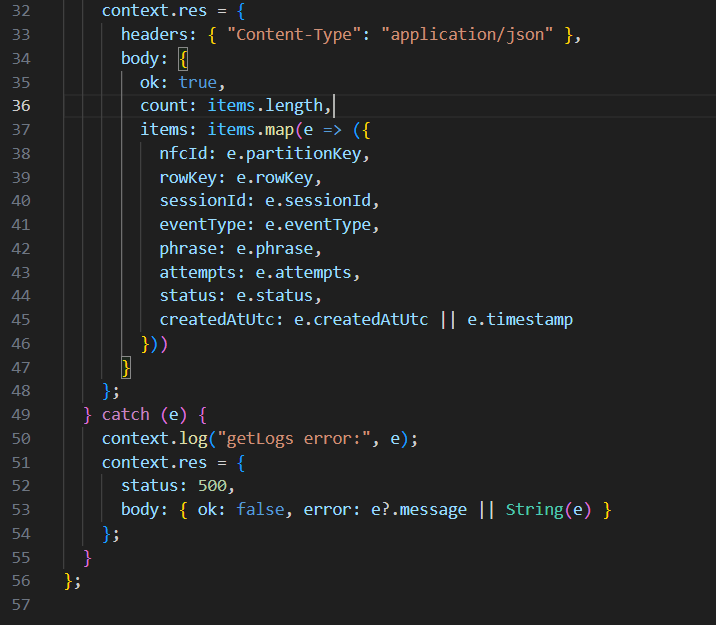 32 context.res = {
33 headers: { "Content-Type": "application/json" },
34 body: {
35 ok: true,
36 count: items.length,
37 items: items.map(e => ({
38 nfcId: e.partitionKey,
39 rowKey: e.rowKey,
40 sessionId: e.sessionId,
41 eventType: e.eventType,
42 phrase: e.phrase,
43 attempts: e.attempts,
44 status: e.status,
45 createdAtUtc: e.createdAtUtc || e.timestamp
46 }))
47 }
48 };
49 } catch (e) {
50 context.log("getLogs error:", e);
51 context.res = {
52 status: 500,
53 body: { ok: false, error: e?.message || String(e) }
54 };
55 }
56 };
57